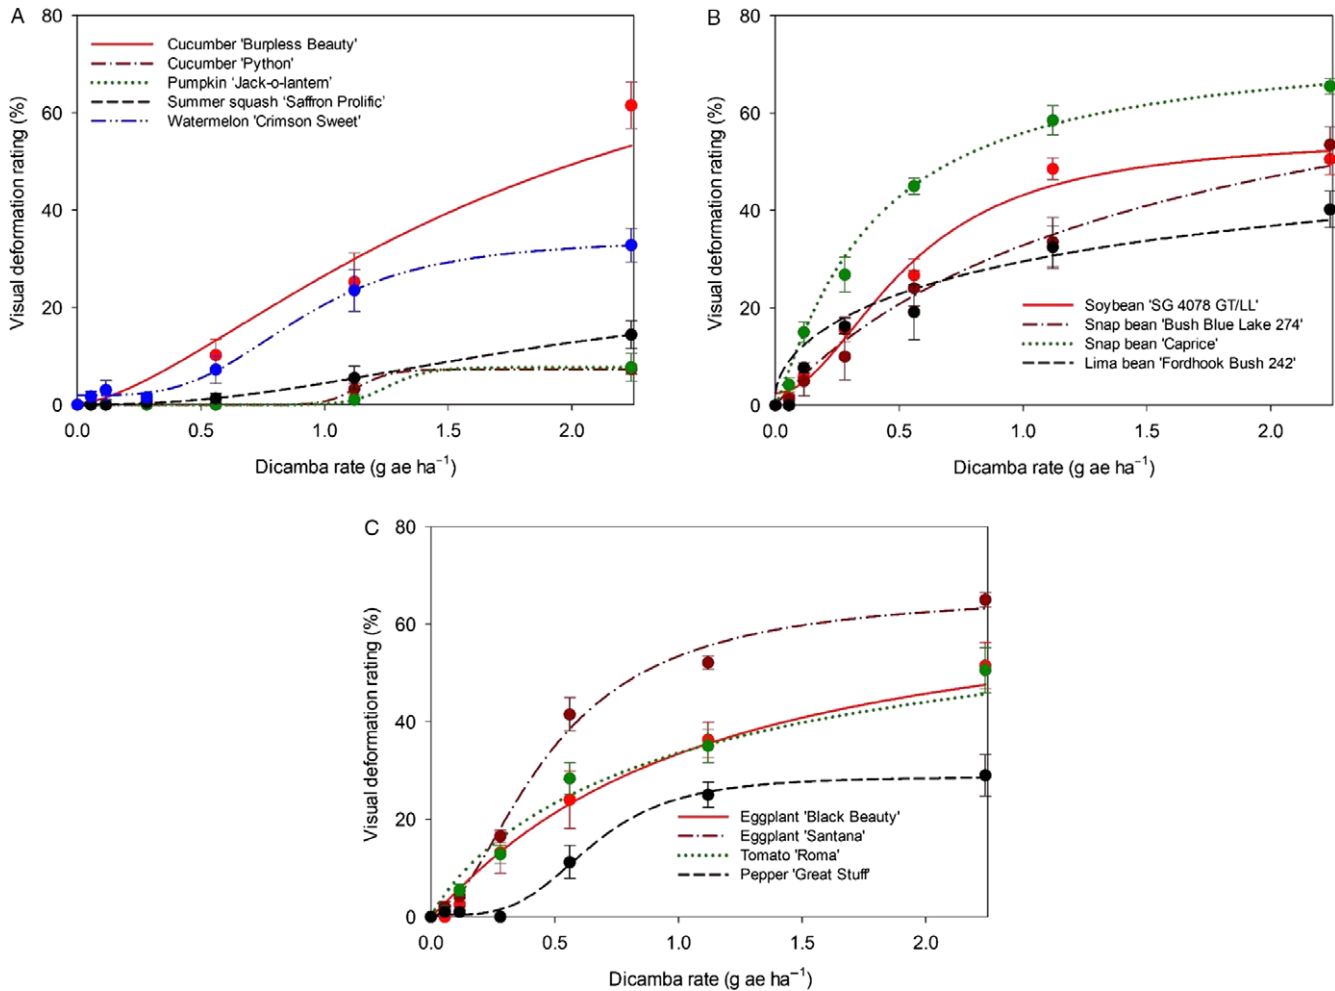 A
80
60
40
20
0
Visual deformation rating (%)
Cucumber 'Burpless Beauty'
Cucumber 'Python'
Pumpkin 'Jack-o-lantern'
Summer squash 'Saffron Prolific'
Watermelon 'Crimson Sweet'
0.0 0.5 1.0 1.5 2.0
Dicamba rate (g ae ha⁻¹)
B
80
60
40
20
0
Visual deformation rating (%)
Soybean 'SG 4078 GT/LL'
Snap bean 'Bush Blue Lake 274'
Snap bean 'Caprice'
Lima bean 'Fordhook Bush 242'
0.0 0.5 1.0 1.5 2.0
Dicamba rate (g ae ha⁻¹)
C
80
60
40
20
0
Visual deformation rating (%)
Eggplant 'Black Beauty'
Eggplant 'Santana'
Tomato 'Roma'
Pepper 'Great Stuff'
0.0 0.5 1.0 1.5 2.0
Dicamba rate (g ae ha⁻¹)